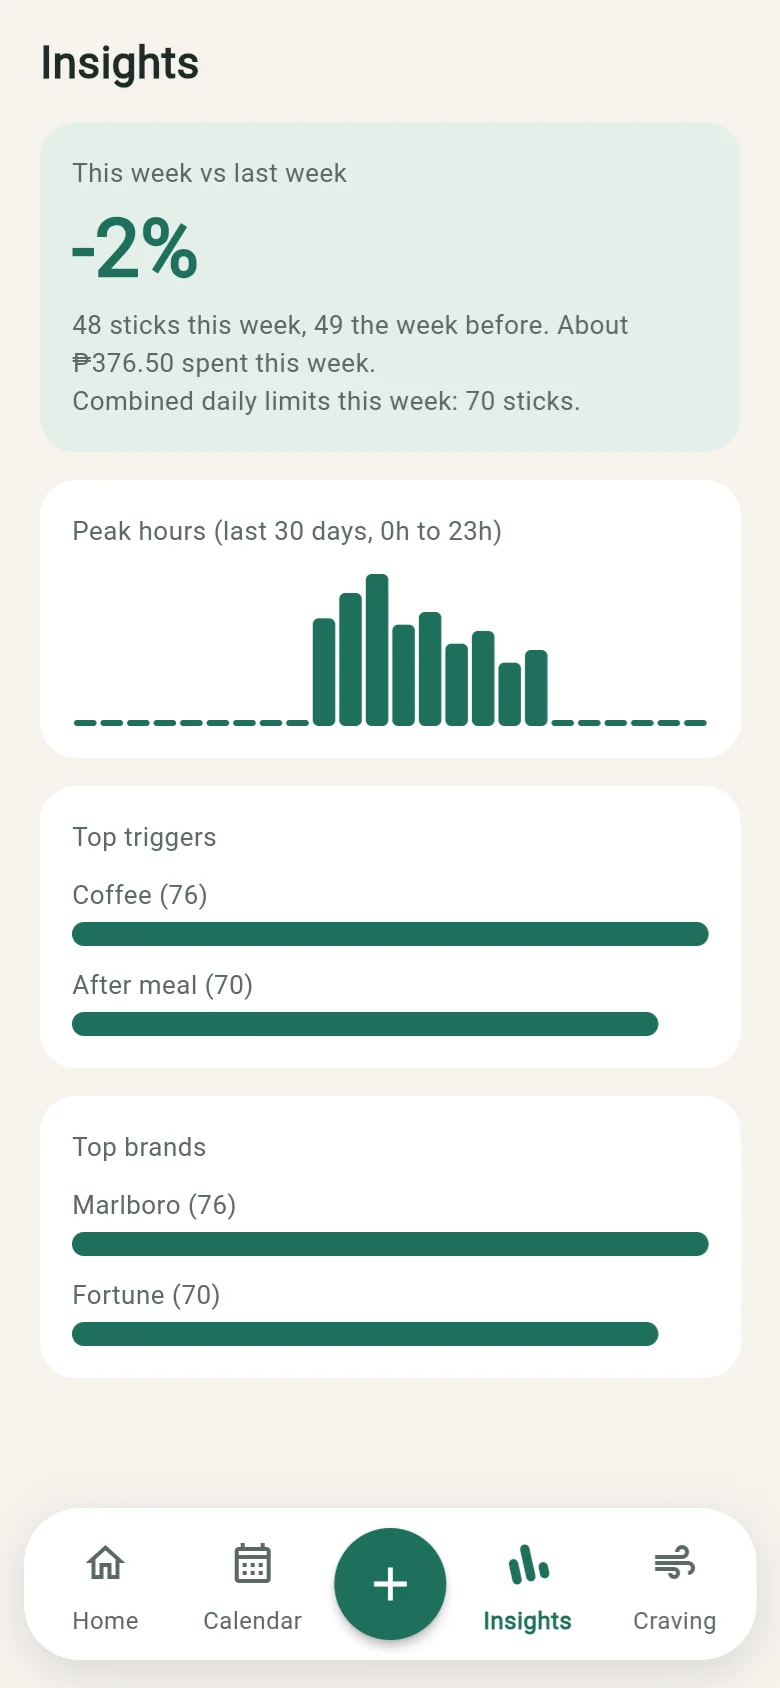 Insights
This week vs last week
-2%
48 sticks this week, 49 the week before. About
₱376.50 spent this week.
Combined daily limits this week: 70 sticks.
Peak hours (last 30 days, 0h to 23h)
Top triggers
Coffee (76)
After meal (70)
Top brands
Marlboro (76)
Fortune (70)
Home
Calendar
Insights
Craving